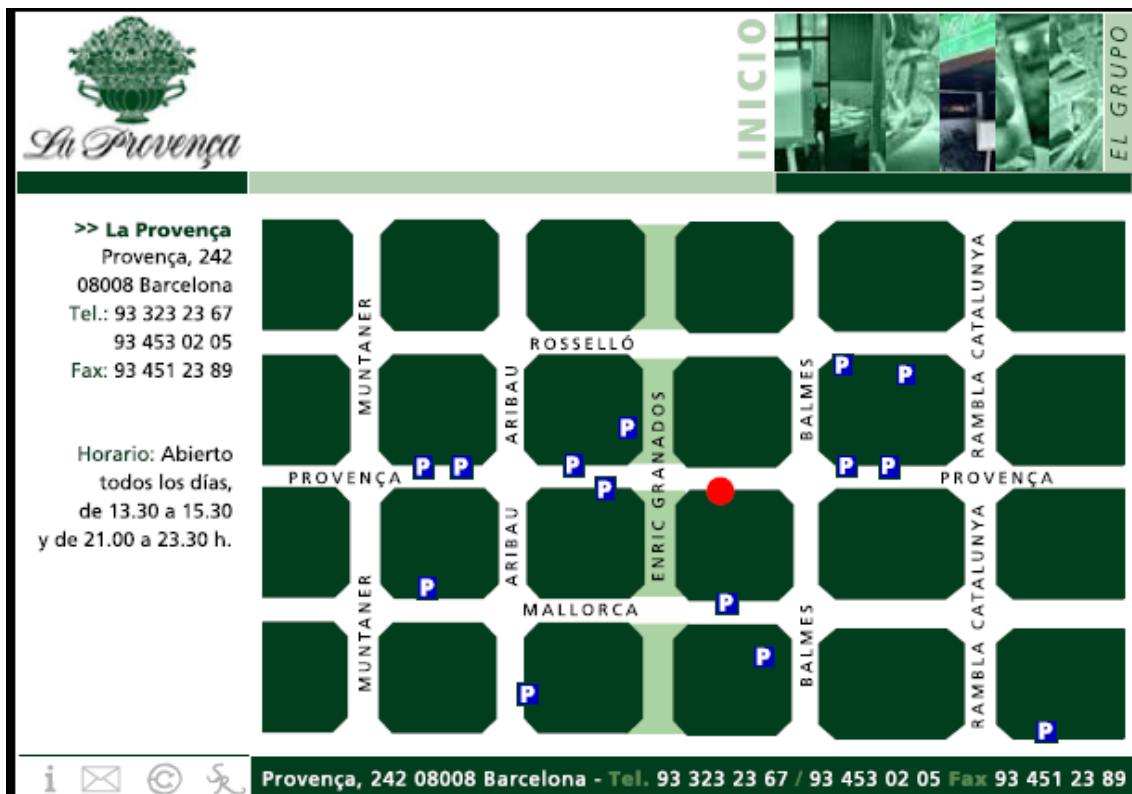 La Provença
INICIO
EL GRUPO
>> La Provença
Provença, 242
08008 Barcelona
Tel.: 93 323 23 67
93 453 02 05
Fax: 93 451 23 89
Horario: Abierto
todos los días,
de 13.30 a 15.30
y de 21.00 a 23.30 h.
MUNTANER
ROSSELLÓ
RAMBLA CATALUNYA
ARIBAU
ENRIC GRANADOS
BALMES
P
P
P
PROVENÇA
P
P
P
P
P
P
PROVENÇA
MUNTANER
ARIBAU
P
MALLORCA
P
BALMES
RAMBLA CATALUNYA
P
P
P
i
©
SR
Provença, 242 08008 Barcelona - Tel. 93 323 23 67 / 93 453 02 05 Fax 93 451 23 89